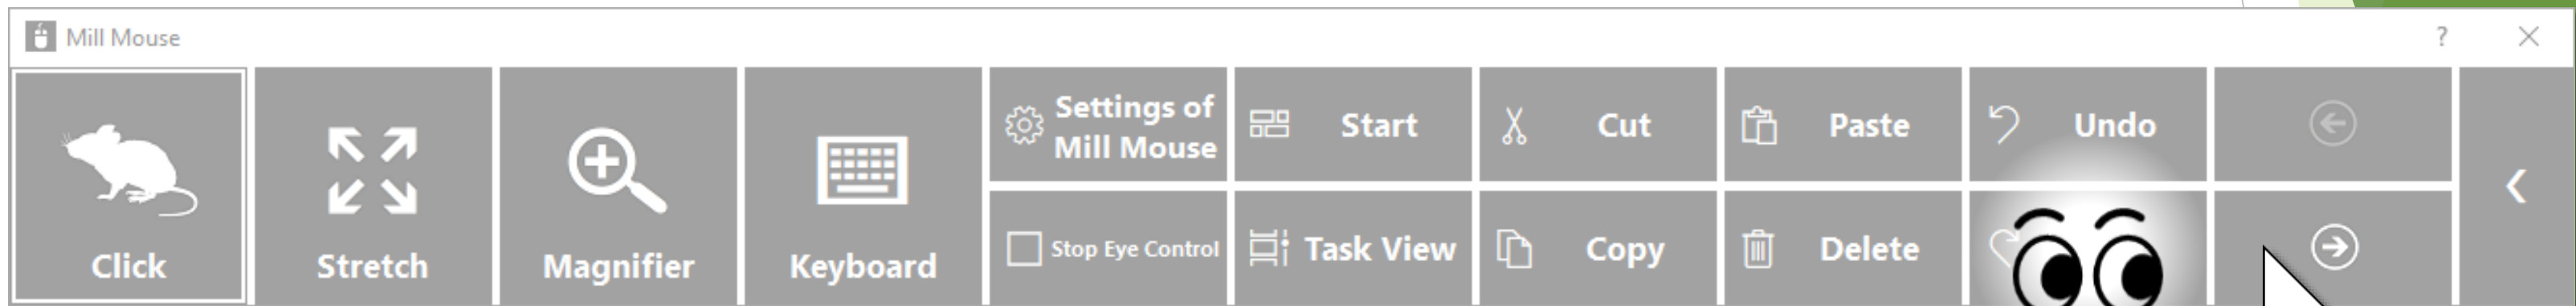 Mill Mouse
?
Click
Stretch
Magnifier
Keyboard
Settings of
Mill Mouse
Stop Eye Control
Start
Task View
Cut
Copy
Paste
Delete
Undo